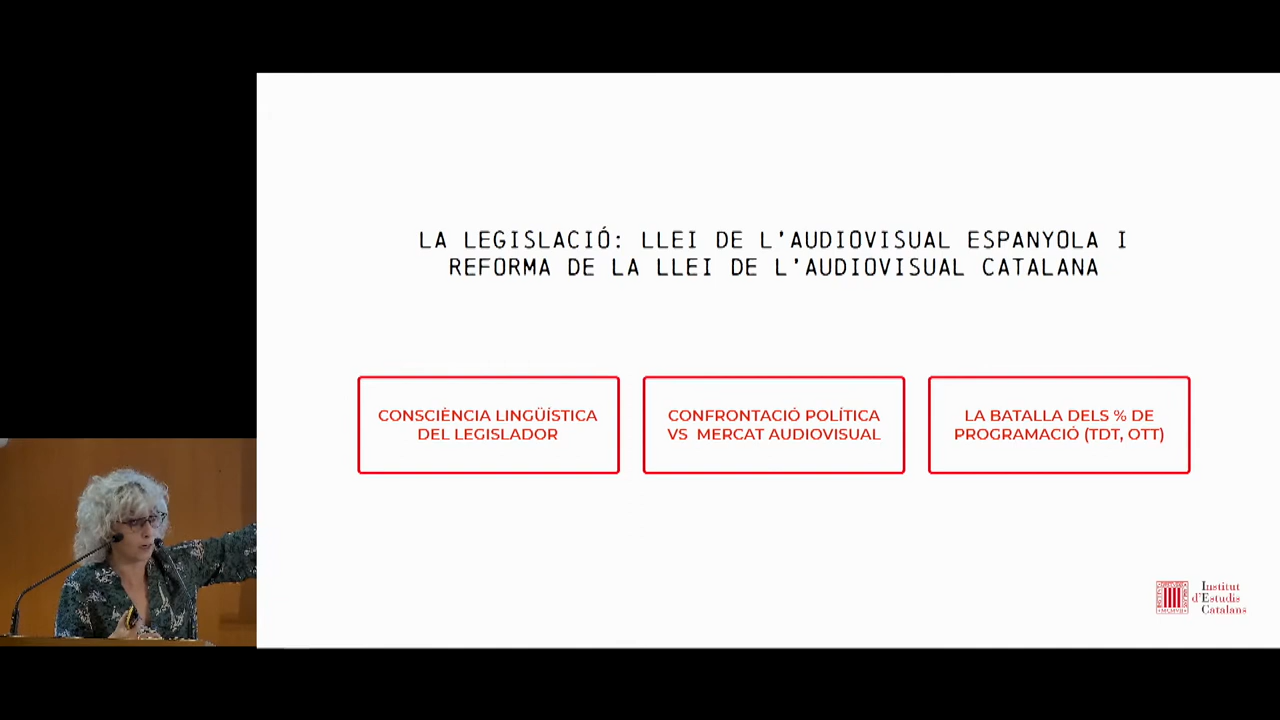 LA LEGISLACIÓ: LLEI DE L'AUDIOVISUAL ESPANYOLA I
REFORMA DE LA LLEI DE L'AUDIOVISUAL CATALANA
CONSCIÈNCIA LINGÜÍSTICA
DEL LEGISLADOR
CONFRONTACIÓ POLÍTICA
VS MERCAT AUDIOVISUAL
LA BATALLA DELS % DE
PROGRAMACIÓ (TDT, OTT)
Institut
d'Estudis
Catalans